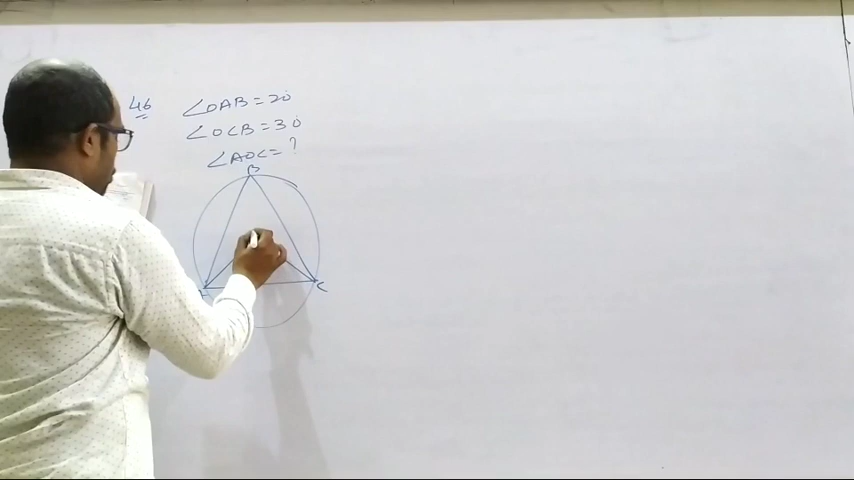 46 ∠OAB = 20°
∠OCB = 30°
∠AOC = ?
B
A
C